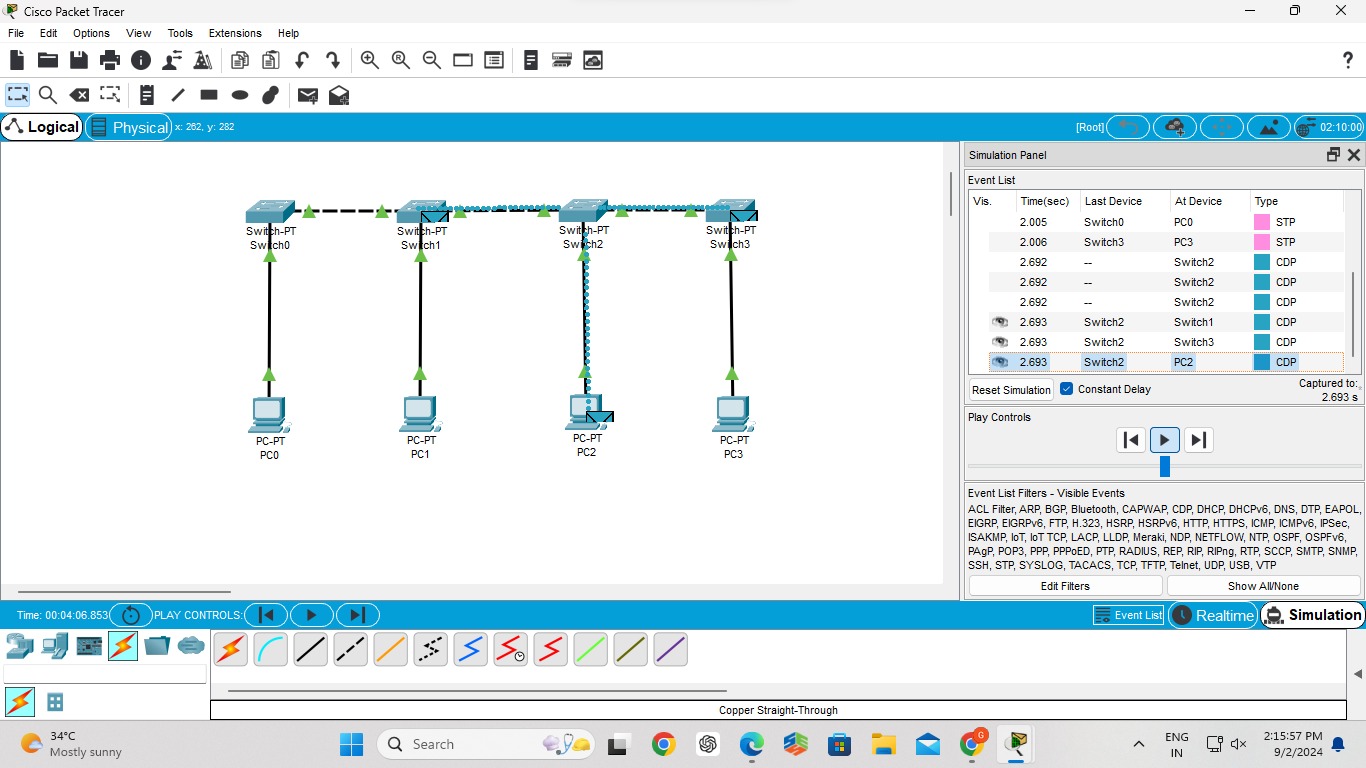 Cisco Packet Tracer
File Edit Options View Tools Extensions Help
Logical Physical x: 262, y: 282 [Root] 02:10:00
Switch-PT
Switch0
Switch-PT
Switch1
Switch-PT
Switch2
Switch-PT
Switch3
PC-PT
PC0
PC-PT
PC1
PC-PT
PC2
PC-PT
PC3
Simulation Panel
Event List
Vis. Time(sec) Last Device At Device Type
2.005 Switch0 PC0 STP
2.006 Switch3 PC3 STP
2.692 -- Switch2 CDP
2.692 -- Switch2 CDP
2.692 -- Switch2 CDP
2.693 Switch2 Switch1 CDP
2.693 Switch2 Switch3 CDP
2.693 Switch2 PC2 CDP
Reset Simulation Constant Delay Captured to:
2.693 s
Play Controls
Event List Filters - Visible Events
ACL Filter, ARP, BGP, Bluetooth, CAPWAP, CDP, DHCP, DHCPv6, DNS, DTP, EAPOL,
EIGRP, EIGRPv6, FTP, H.323, HSRP, HSRPv6, HTTP, HTTPS, ICMP, ICMPv6, IPSec,
ISAKMP, IoT, IoT TCP, LACP, LLDP, Meraki, NDP, NETFLOW, NTP, OSPF, OSPFv6,
PAgP, POP3, PPP, PPPoED, PTP, RADIUS, REP, RIP, RIPng, RTP, SCCP, SMTP, SNMP,
SSH, STP, SYSLOG, TACACS, TCP, TFTP, Telnet, UDP, USB, VTP
Edit Filters Show All/None
Time: 00:04:06.853 PLAY CONTROLS: Event List Realtime Simulation
Copper Straight-Through
34°C
Mostly sunny
Search
ENG
IN
2:15:57 PM
9/2/2024